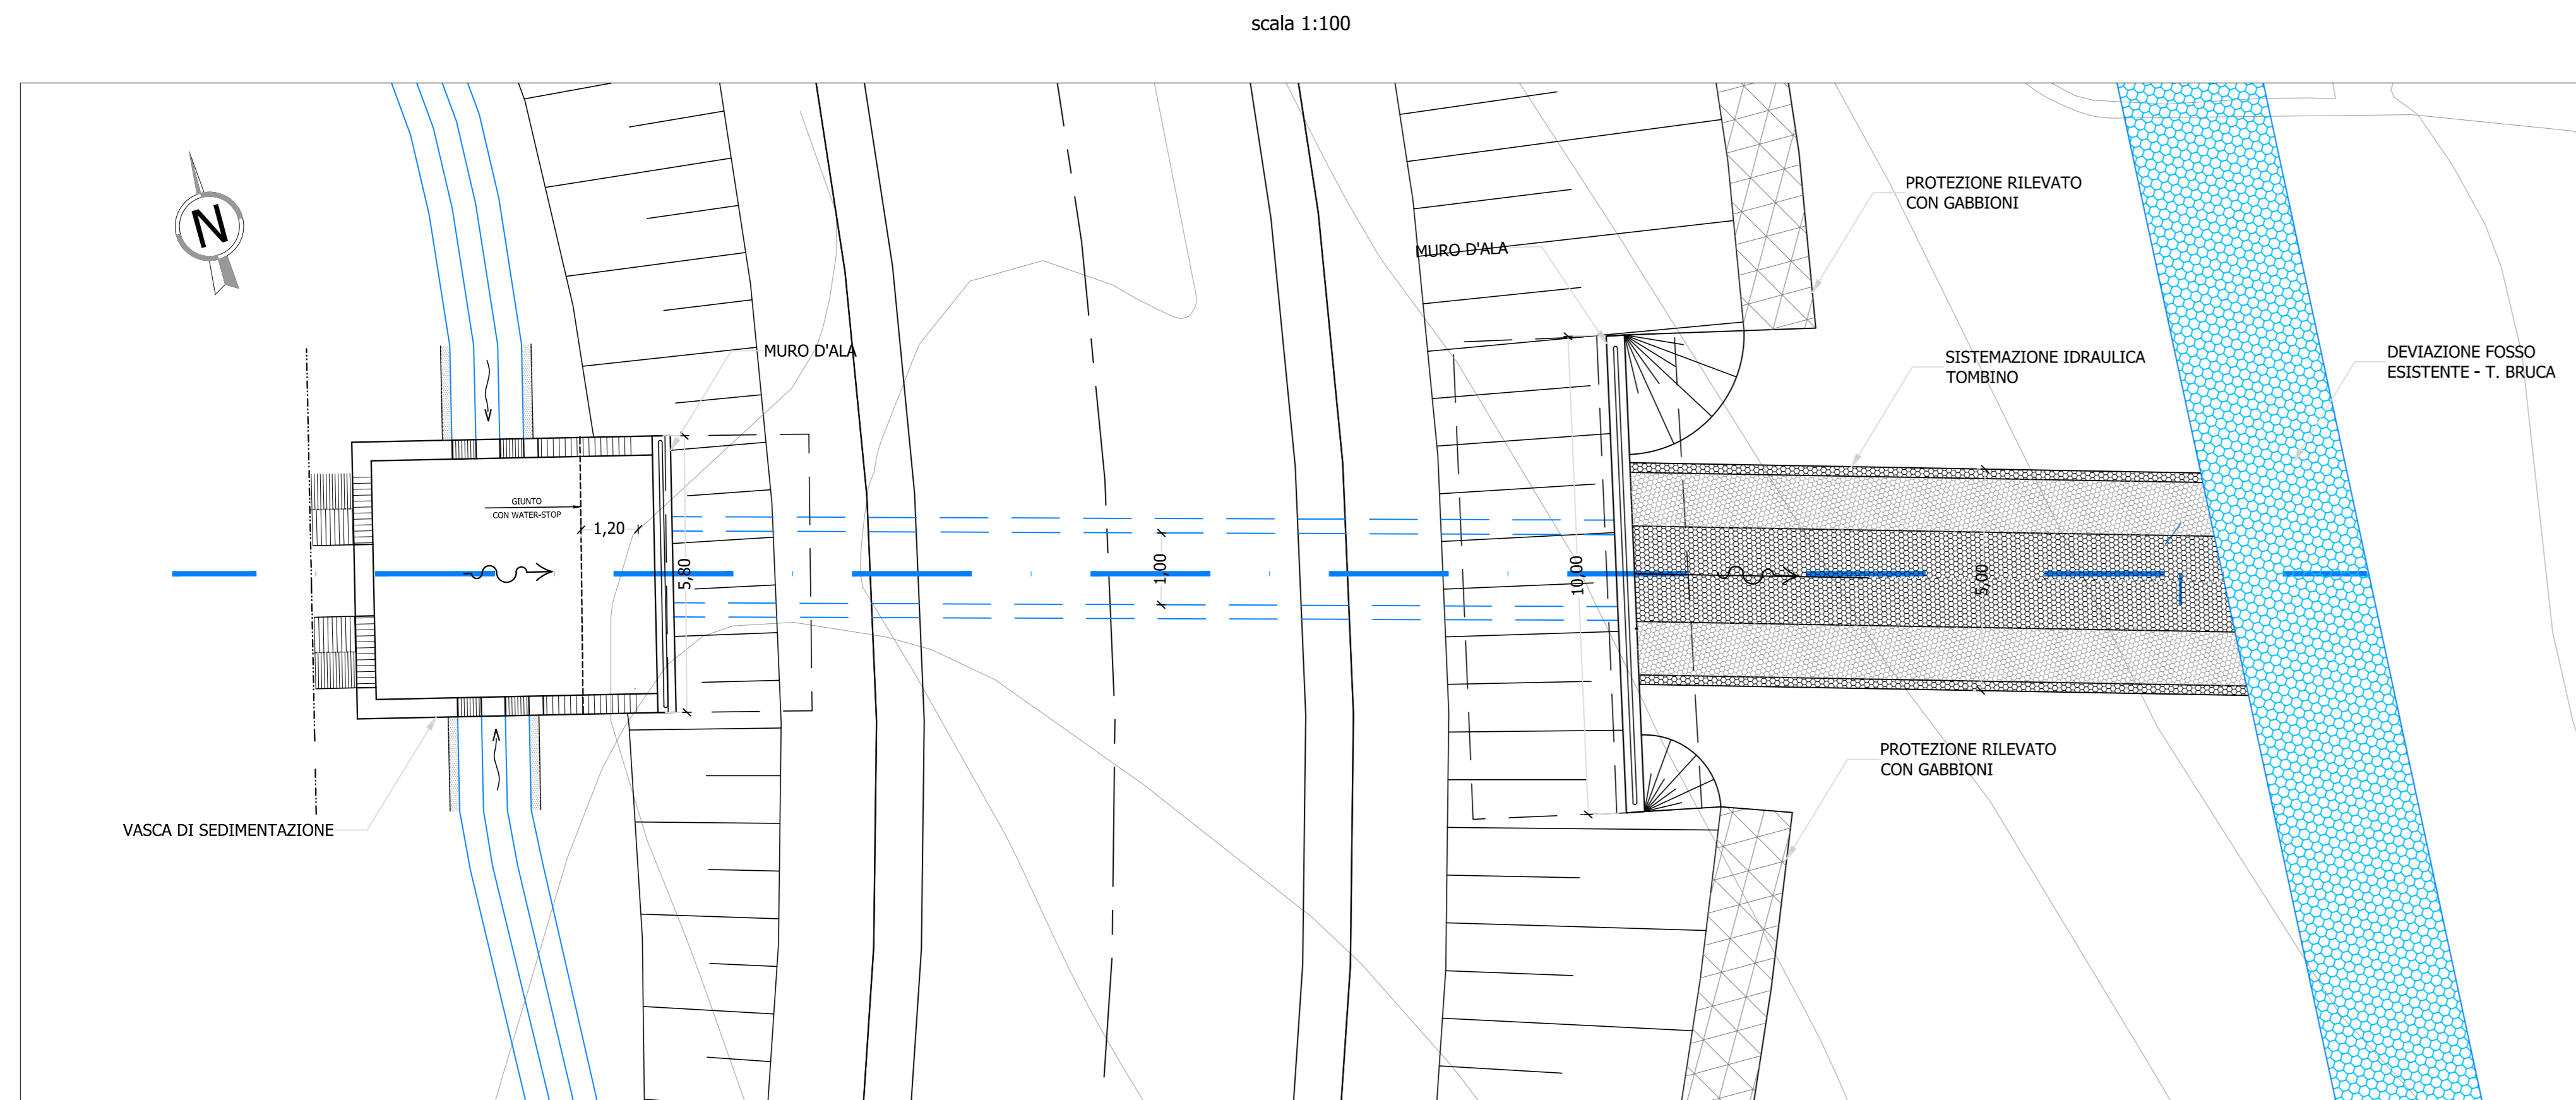 scala 1:100
N
PROTEZIONE RILEVATO
CON GABBIONI
MURO D'ALA
MURO D'ALA
SISTEMAZIONE IDRAULICA
TOMBINO
DEVIAZIONE FOSSO
ESISTENTE - T. BRUCA
GIUNTO
CON WATER-STOP
1,20
5,80
1,00
10,00
5,00
PROTEZIONE RILEVATO
CON GABBIONI
VASCA DI SEDIMENTAZIONE